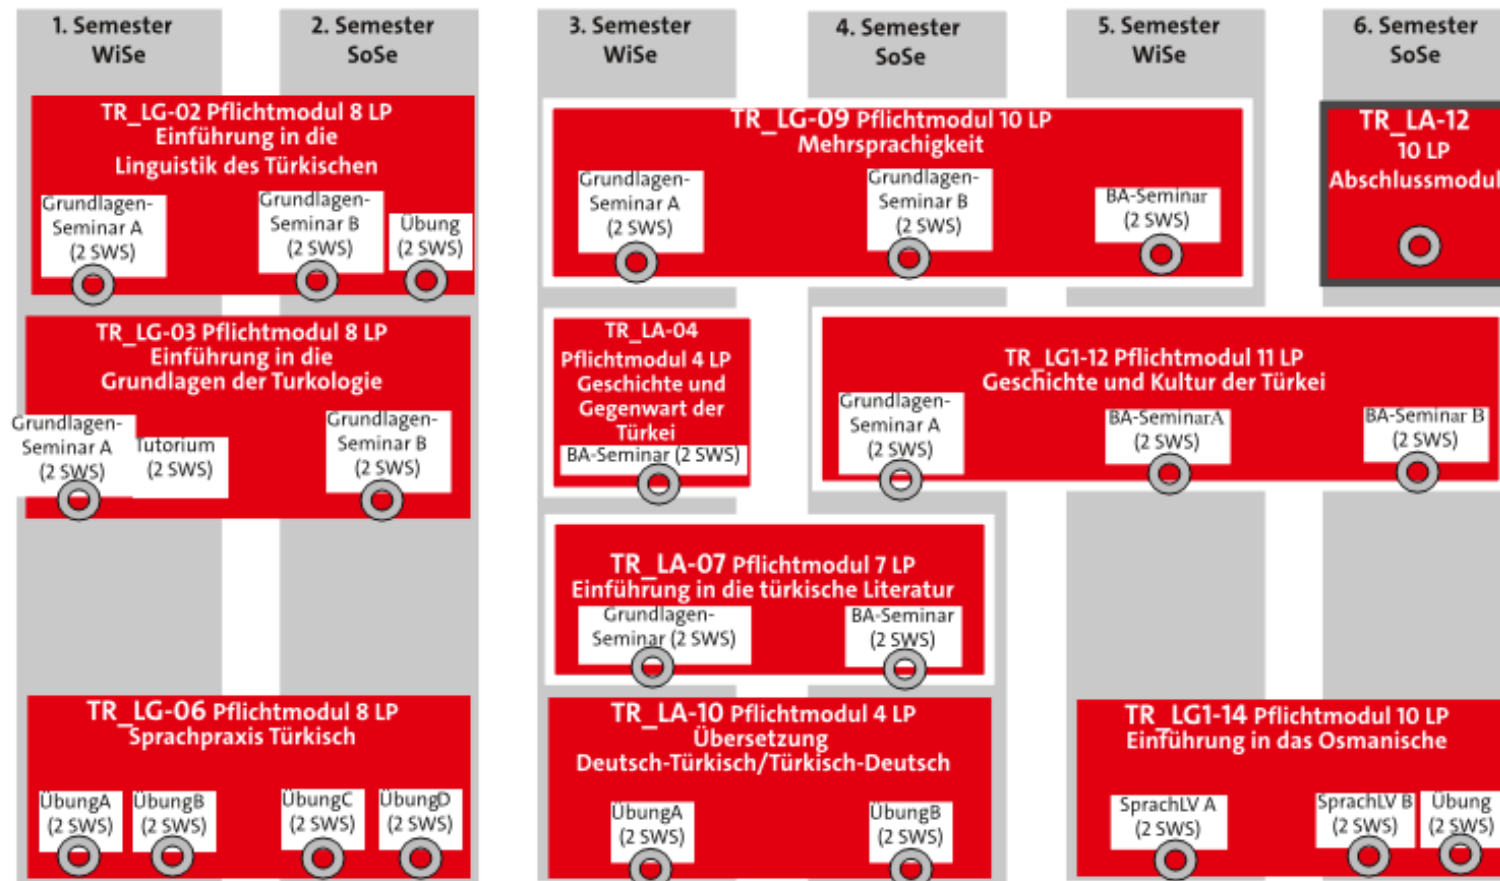 1. Semester
WiSe
2. Semester
SoSe
3. Semester
WiSe
4. Semester
SoSe
5. Semester
WiSe
6. Semester
SoSe
TR_LG-02 Pflichtmodul 8 LP
Einführung in die
Linguistik des Türkischen
Grundlagen-
Seminar A
(2 SWS)
Grundlagen-
Seminar B
(2 SWS)
Übung
(2 SWS)
TR_LG-09 Pflichtmodul 10 LP
Mehrsprachigkeit
Grundlagen-
Seminar A
(2 SWS)
Grundlagen-
Seminar B
(2 SWS)
BA-Seminar
(2 SWS)
TR_LA-12
10 LP
Abschlussmodul
TR_LG-03 Pflichtmodul 8 LP
Einführung in die
Grundlagen der Turkologie
Grundlagen-
Seminar A
(2 SWS)
Tutorium
(2 SWS)
Grundlagen-
Seminar B
(2 SWS)
TR_LA-04
Pflichtmodul 4 LP
Geschichte und
Gegenwart der
Türkei
BA-Seminar (2 SWS)
TR_LG1-12 Pflichtmodul 11 LP
Geschichte und Kultur der Türkei
Grundlagen-
Seminar A
(2 SWS)
BA-SeminarA
(2 SWS)
BA-Seminar B
(2 SWS)
TR_LA-07 Pflichtmodul 7 LP
Einführung in die türkische Literatur
Grundlagen-
Seminar (2 SWS)
BA-Seminar
(2 SWS)
TR_LG-06 Pflichtmodul 8 LP
Sprachpraxis Türkisch
ÜbungA
(2 SWS)
ÜbungB
(2 SWS)
ÜbungC
(2 SWS)
ÜbungD
(2 SWS)
TR_LA-10 Pflichtmodul 4 LP
Übersetzung
Deutsch-Türkisch/Türkisch-Deutsch
ÜbungA
(2 SWS)
ÜbungB
(2 SWS)
TR_LG1-14 Pflichtmodul 10 LP
Einführung in das Osmanische
SprachLV A
(2 SWS)
SprachLV B
(2 SWS)
Übung
(2 SWS)